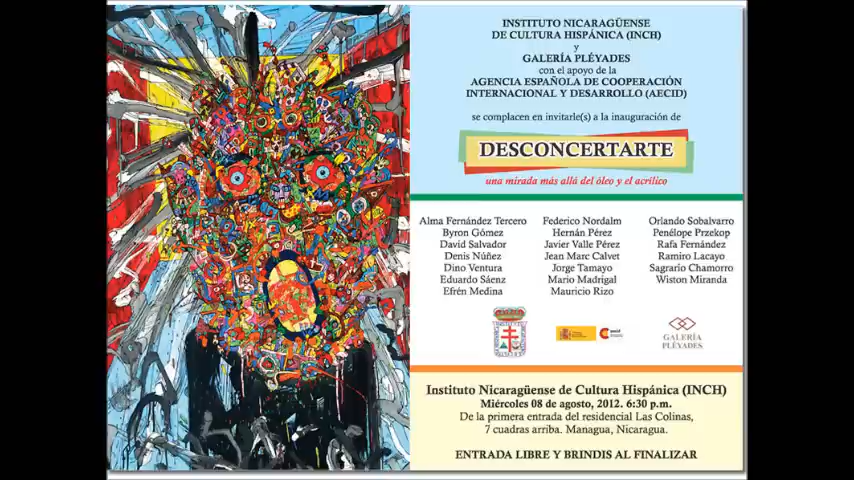 INSTITUTO NICARAGÜENSE
DE CULTURA HISPÁNICA (INCH)
y
GALERÍA PLÉYADES
con el apoyo de la
AGENCIA ESPAÑOLA DE COOPERACIÓN
INTERNACIONAL Y DESARROLLO (AECID)
se complacen en invitarle(s) a la inauguración de
DESCONCERTARTE
una mirada más allá del óleo y el acrílico
Alma Fernández Tercero
Byron Gómez
David Salvador
Denis Núñez
Dino Ventura
Eduardo Sáenz
Efrén Medina
Federico Nordalm
Hernán Pérez
Javier Valle Pérez
Jean Marc Calvet
Jorge Tamayo
Mario Madrigal
Mauricio Rizo
Orlando Sobalvarro
Penélope Przekop
Rafa Fernández
Ramiro Lacayo
Sagrario Chamorro
Wiston Miranda
aecid
GALERÍA
PLÉYADES
Instituto Nicaragüense de Cultura Hispánica (INCH)
Miércoles 08 de agosto, 2012. 6:30 p.m.
De la primera entrada del residencial Las Colinas,
7 cuadras arriba. Managua, Nicaragua.
ENTRADA LIBRE Y BRINDIS AL FINALIZAR